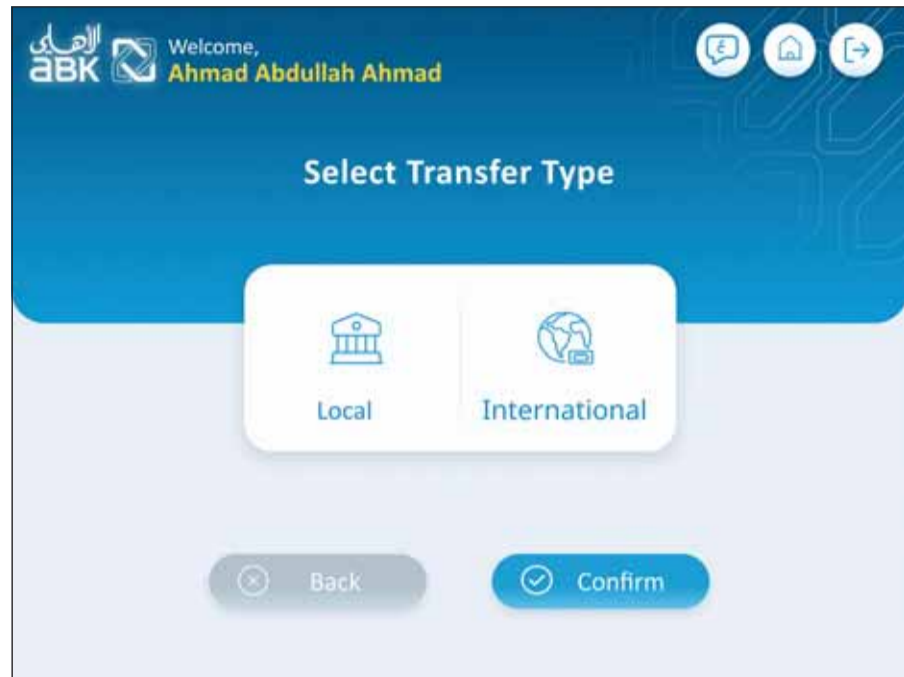 الأهلي
aBK
Welcome,
Ahmad Abdullah Ahmad
ع
Select Transfer Type
Local
International
Back
Confirm